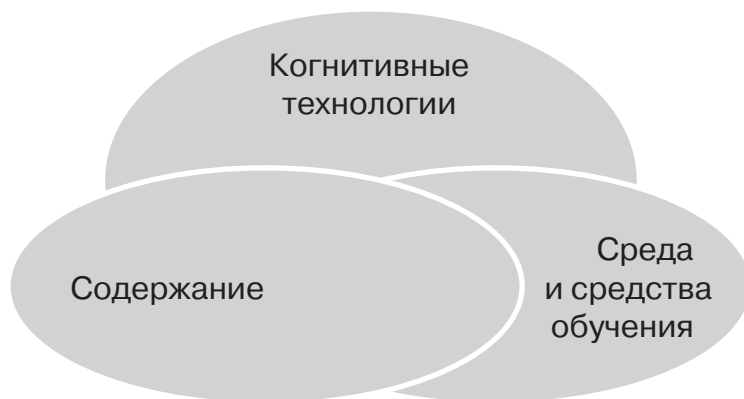 Когнитивные
технологии
Содержание
Среда
и средства
обучения